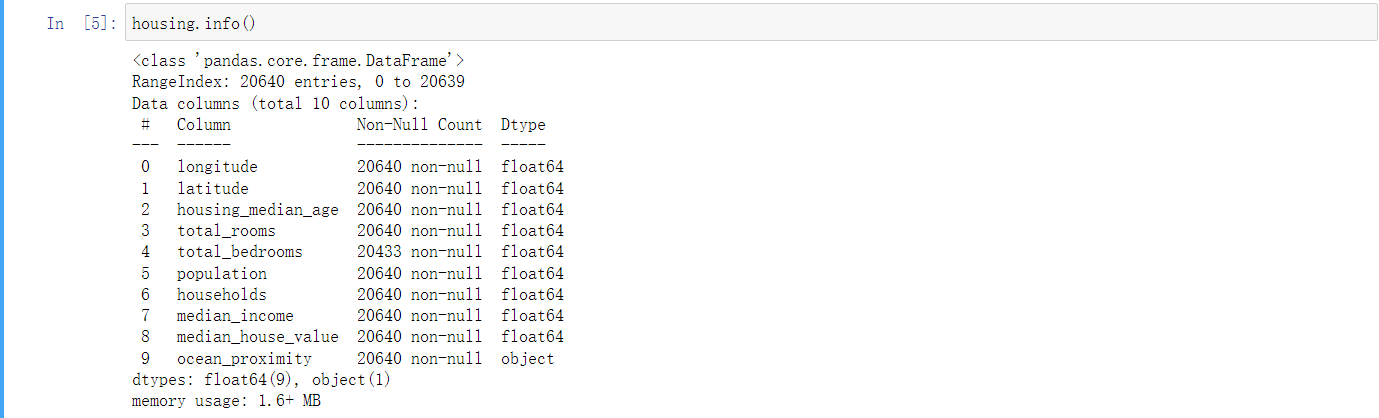 In [5]: housing.info()
<class 'pandas.core.frame.DataFrame'>
RangeIndex: 20640 entries, 0 to 20639
Data columns (total 10 columns):
 #   Column              Non-Null Count  Dtype
---  ------              --------------  -----
 0   longitude           20640 non-null  float64
 1   latitude            20640 non-null  float64
 2   housing_median_age  20640 non-null  float64
 3   total_rooms         20640 non-null  float64
 4   total_bedrooms      20433 non-null  float64
 5   population          20640 non-null  float64
 6   households          20640 non-null  float64
 7   median_income       20640 non-null  float64
 8   median_house_value  20640 non-null  float64
 9   ocean_proximity     20640 non-null  object
dtypes: float64(9), object(1)
memory usage: 1.6+ MB